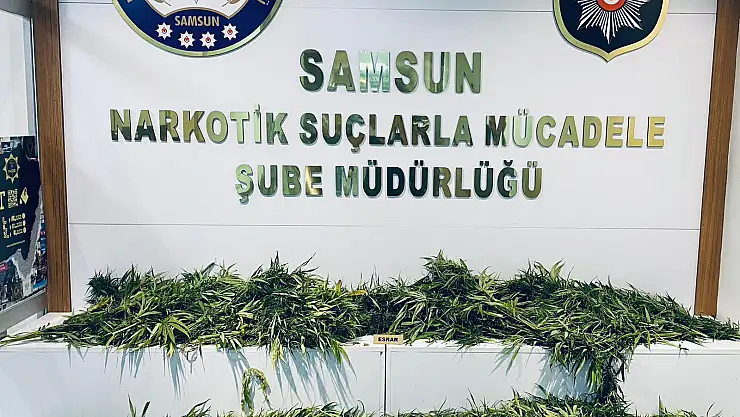 SAMSUN
SAMSUN
NARKOTİK SUÇLARLA MÜCADELE
ŞUBE MÜDÜRLÜĞÜ
ESRAR